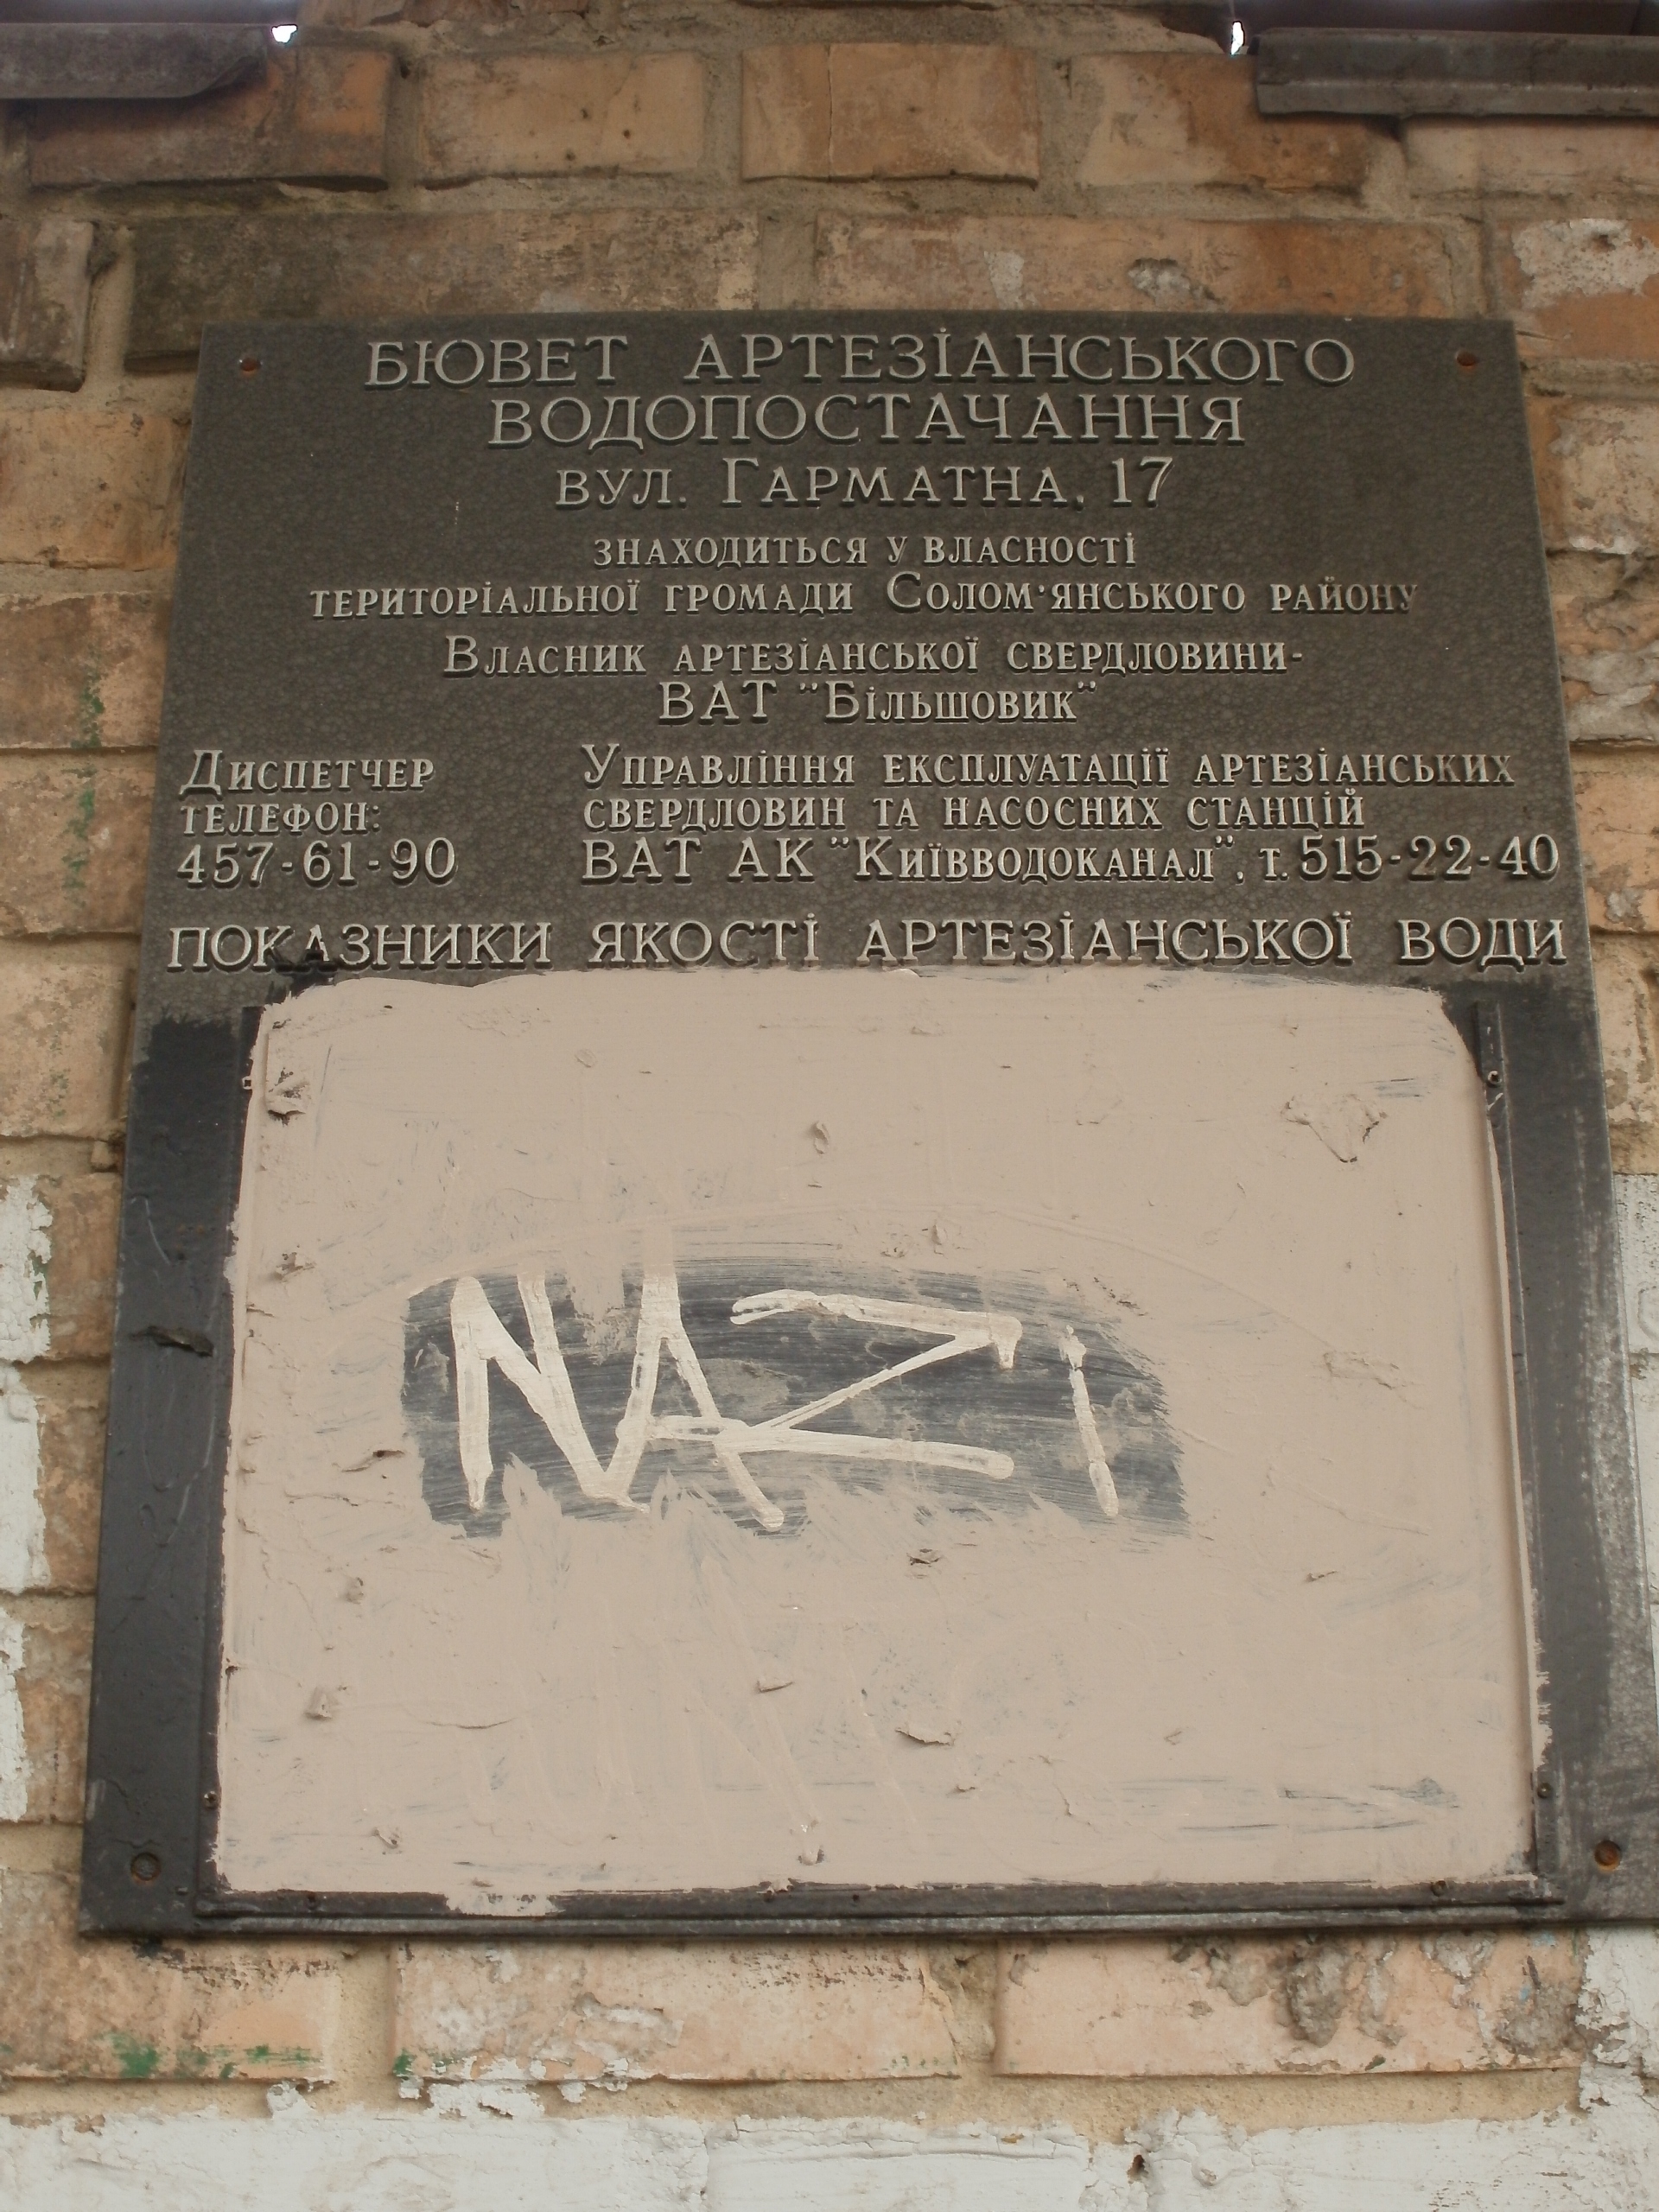 БЮВЕТ АРТЕЗІАНСЬКОГО
ВОДОПОСТАЧАННЯ
ВУЛ. ГАРМАТНА, 17
ЗНАХОДИТЬСЯ У ВЛАСНОСТІ
ТЕРИТОРІАЛЬНОЇ ГРОМАДИ СОЛОМ'ЯНСЬКОГО РАЙОНУ
ВЛАСНИК АРТЕЗІАНСЬКОЇ СВЕРДЛОВИНИ-
ВАТ "БІЛЬШОВИК"
ДИСПЕТЧЕР
ТЕЛЕФОН:
457-61-90
УПРАВЛІННЯ ЕКСПЛУАТАЦІЇ АРТЕЗІАНСЬКИХ
СВЕРДЛОВИН ТА НАСОСНИХ СТАНЦІЙ
ВАТ АК "КИЇВВОДОКАНАЛ", Т. 515-22-40
ПОКАЗНИКИ ЯКОСТІ АРТЕЗІАНСЬКОЇ ВОДИ
NAZI